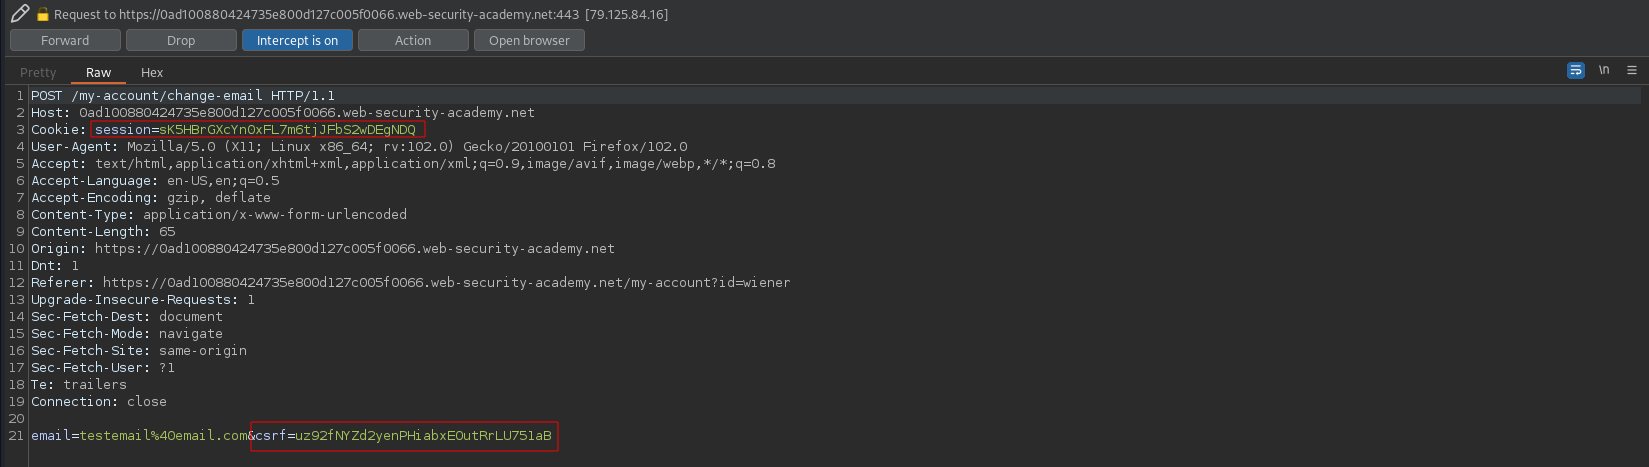 Request to https://0ad100880424735e800d127c005f0066.web-security-academy.net:443 [79.125.84.16]
Forward Drop Intercept is on Action Open browser
Pretty Raw Hex \n
1 POST /my-account/change-email HTTP/1.1
2 Host: 0ad100880424735e800d127c005f0066.web-security-academy.net
3 Cookie: session=sK5HBrGXcYnOxFL7m6tjJFbS2wDEgNDQ
4 User-Agent: Mozilla/5.0 (X11; Linux x86_64; rv:102.0) Gecko/20100101 Firefox/102.0
5 Accept: text/html,application/xhtml+xml,application/xml;q=0.9,image/avif,image/webp,*/*;q=0.8
6 Accept-Language: en-US,en;q=0.5
7 Accept-Encoding: gzip, deflate
8 Content-Type: application/x-www-form-urlencoded
9 Content-Length: 65
10 Origin: https://0ad100880424735e800d127c005f0066.web-security-academy.net
11 Dnt: 1
12 Referer: https://0ad100880424735e800d127c005f0066.web-security-academy.net/my-account?id=wiener
13 Upgrade-Insecure-Requests: 1
14 Sec-Fetch-Dest: document
15 Sec-Fetch-Mode: navigate
16 Sec-Fetch-Site: same-origin
17 Sec-Fetch-User: ?1
18 Te: trailers
19 Connection: close
20
21 email=testemail%40email.com&csrf=uz92fNYZd2yenPHiabxEOutRrLU751aB